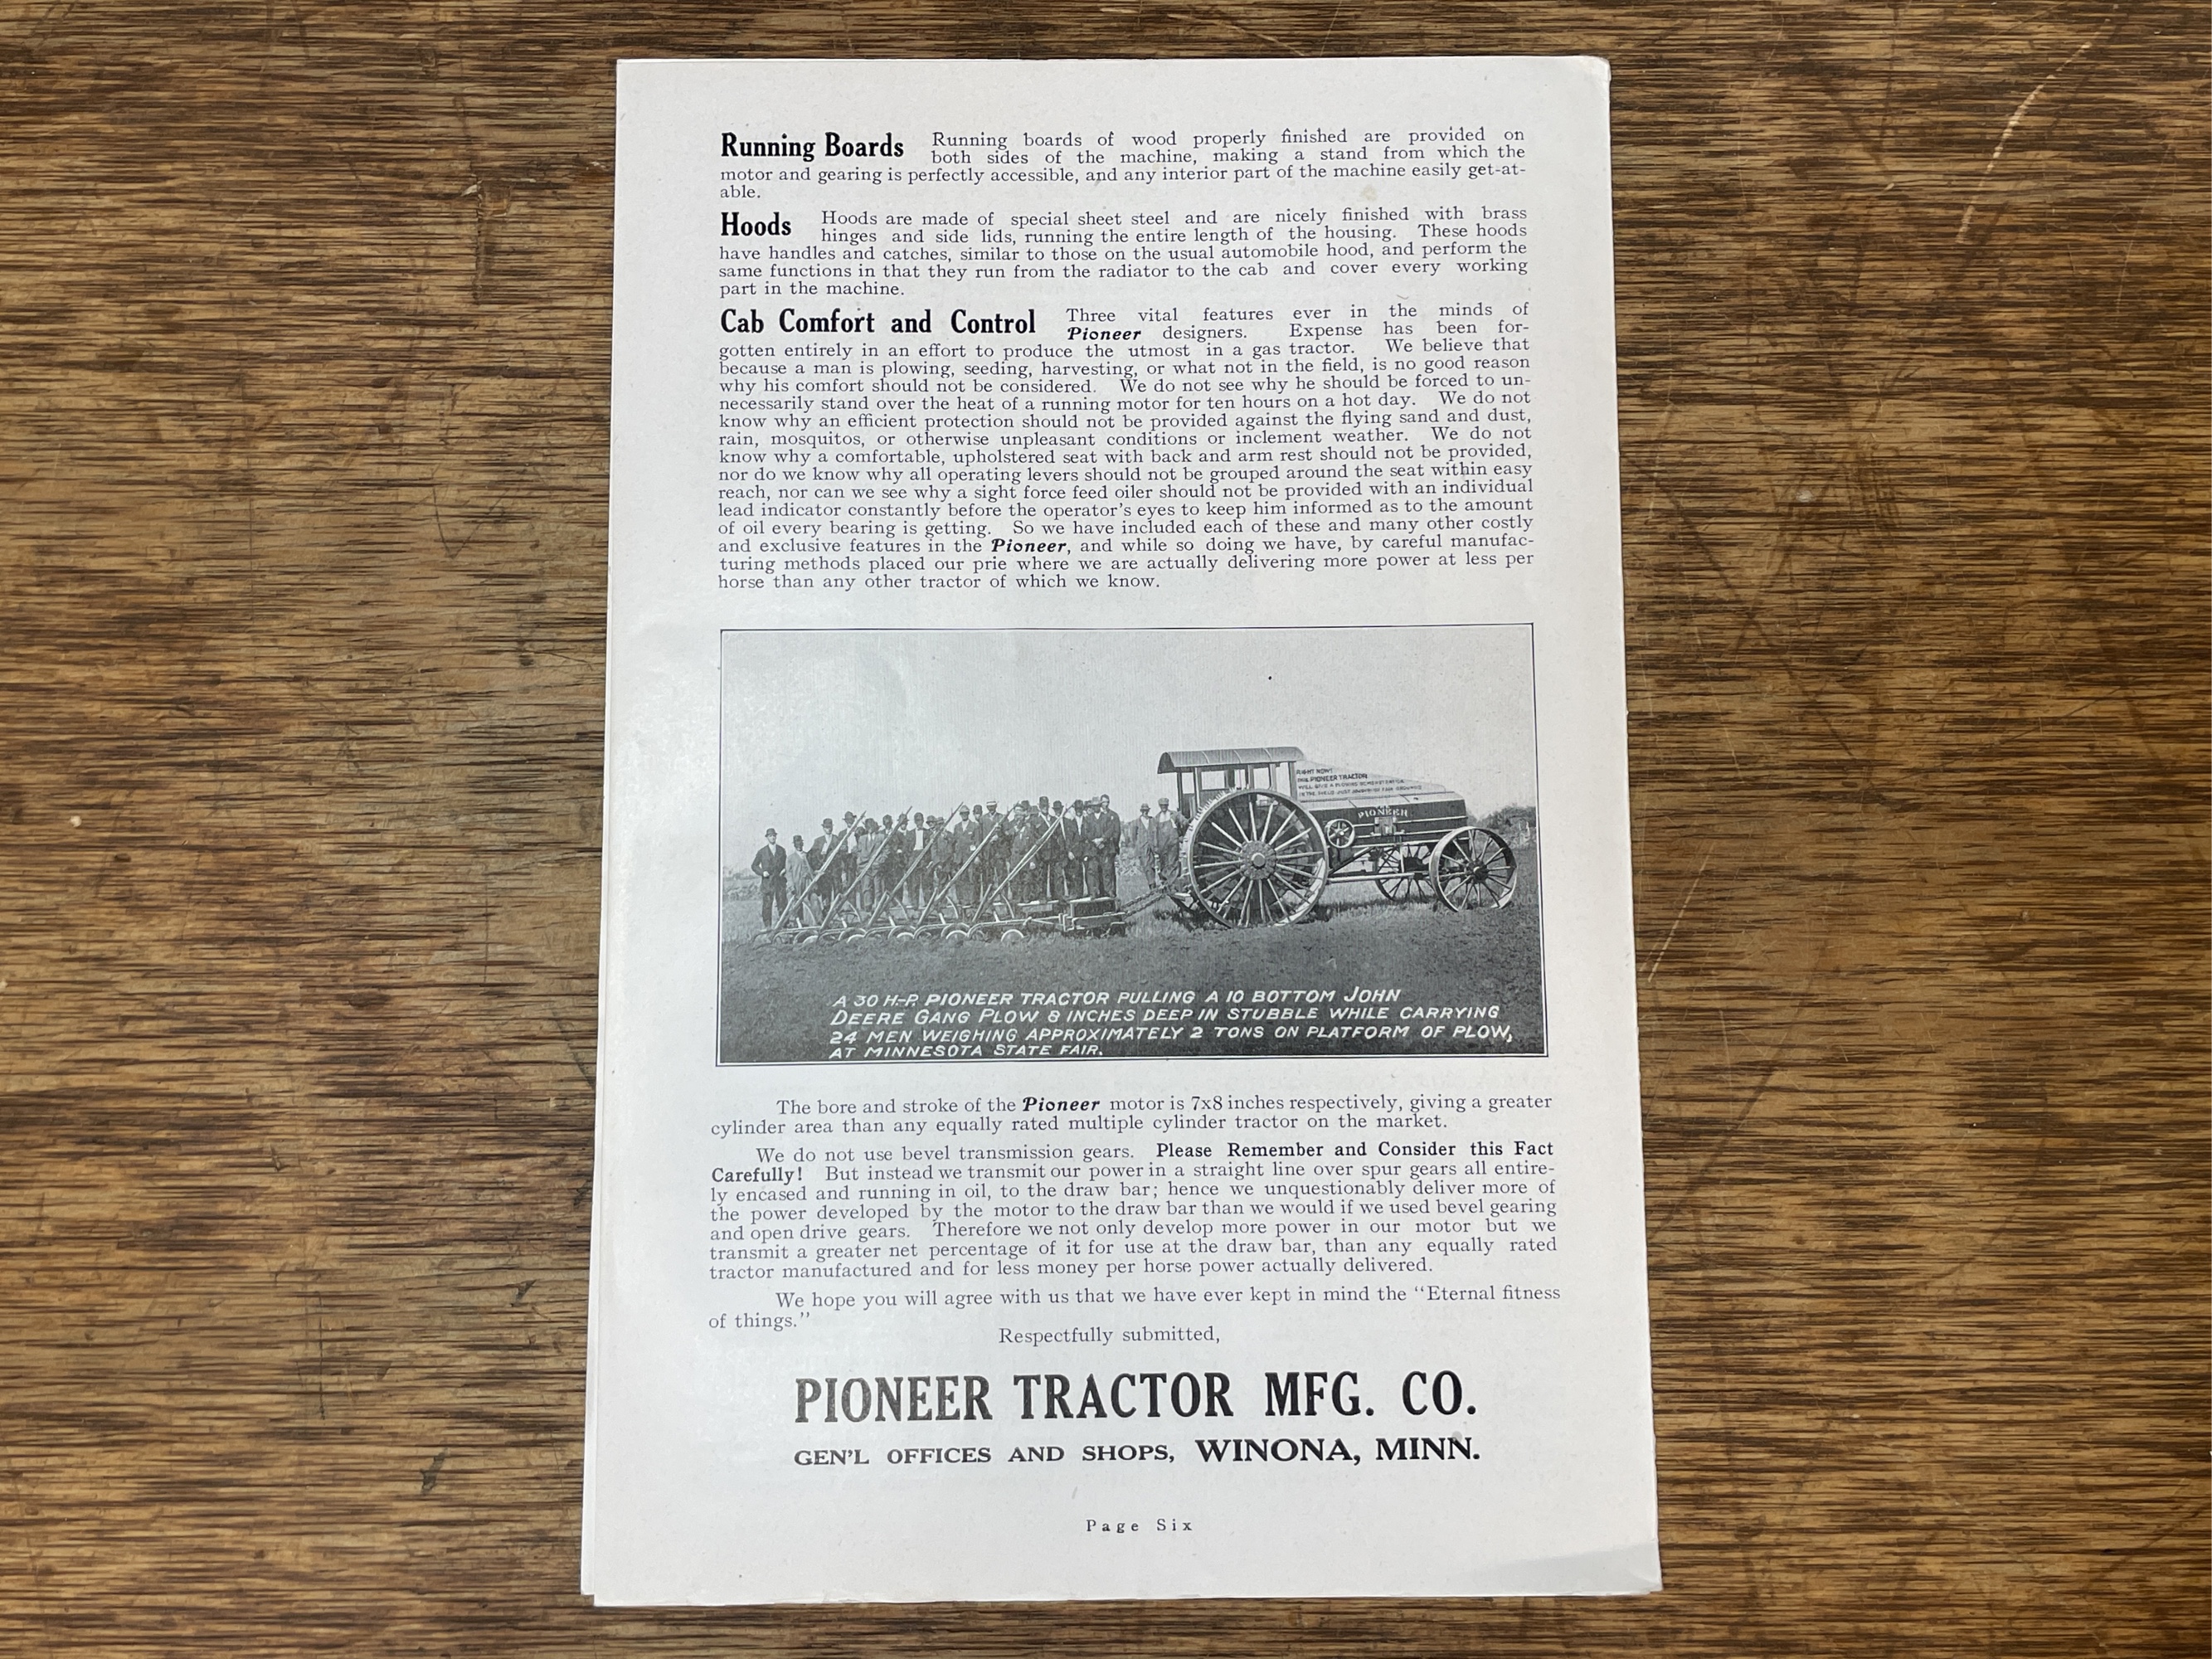 Running Boards Running boards of wood properly finished are provided on
both sides of the machine, making a stand from which the
motor and gearing is perfectly accessible, and any interior part of the machine easily get-at-
able.
Hoods Hoods are made of special sheet steel and are nicely finished with brass
hinges and side lids, running the entire length of the housing. These hoods
have handles and catches, similar to those on the usual automobile hood, and perform the
same functions in that they run from the radiator to the cab and cover every working
part in the machine.
Cab Comfort and Control Three vital features ever in the minds of
Pioneer designers. Expense has been for-
gotten entirely in an effort to produce the utmost in a gas tractor. We believe that
because a man is plowing, seeding, harvesting, or what not in the field, is no good reason
why his comfort should not be considered. We do not see why he should be forced to un-
necessarily stand over the heat of a running motor for ten hours on a hot day. We do not
know why an efficient protection should not be provided against the flying sand and dust,
rain, mosquitos, or otherwise unpleasant conditions or inclement weather. We do not
know why a comfortable, upholstered seat with back and arm rest should not be provided,
nor do we know why all operating levers should not be grouped around the seat within easy
reach, nor can we see why a sight force feed oiler should not be provided with an individual
lead indicator constantly before the operator's eyes to keep him informed as to the amount
of oil every bearing is getting. So we have included each of these and many other costly
and exclusive features in the Pioneer, and while so doing we have, by careful manufac-
turing methods placed our prie where we are actually delivering more power at less per
horse than any other tractor of which we know.
RIGHT NOW!
PIONEER TRACTOR
PIONEER
A 30 H.-P. PIONEER TRACTOR PULLING A 10 BOTTOM JOHN
DEERE GANG PLOW 8 INCHES DEEP IN STUBBLE WHILE CARRYING
24 MEN WEIGHING APPROXIMATELY 2 TONS ON PLATFORM OF PLOW,
AT MINNESOTA STATE FAIR.
The bore and stroke of the Pioneer motor is 7x8 inches respectively, giving a greater
cylinder area than any equally rated multiple cylinder tractor on the market.
We do not use bevel transmission gears. Please Remember and Consider this Fact
Carefully! But instead we transmit our power in a straight line over spur gears all entire-
ly encased and running in oil, to the draw bar; hence we unquestionably deliver more of
the power developed by the motor to the draw bar than we would if we used bevel gearing
and open drive gears. Therefore we not only develop more power in our motor but we
transmit a greater net percentage of it for use at the draw bar, than any equally rated
tractor manufactured and for less money per horse power actually delivered.
We hope you will agree with us that we have ever kept in mind the "Eternal fitness
of things."
Respectfully submitted,
PIONEER TRACTOR MFG. CO.
GEN'L OFFICES AND SHOPS, WINONA, MINN.
Page Six